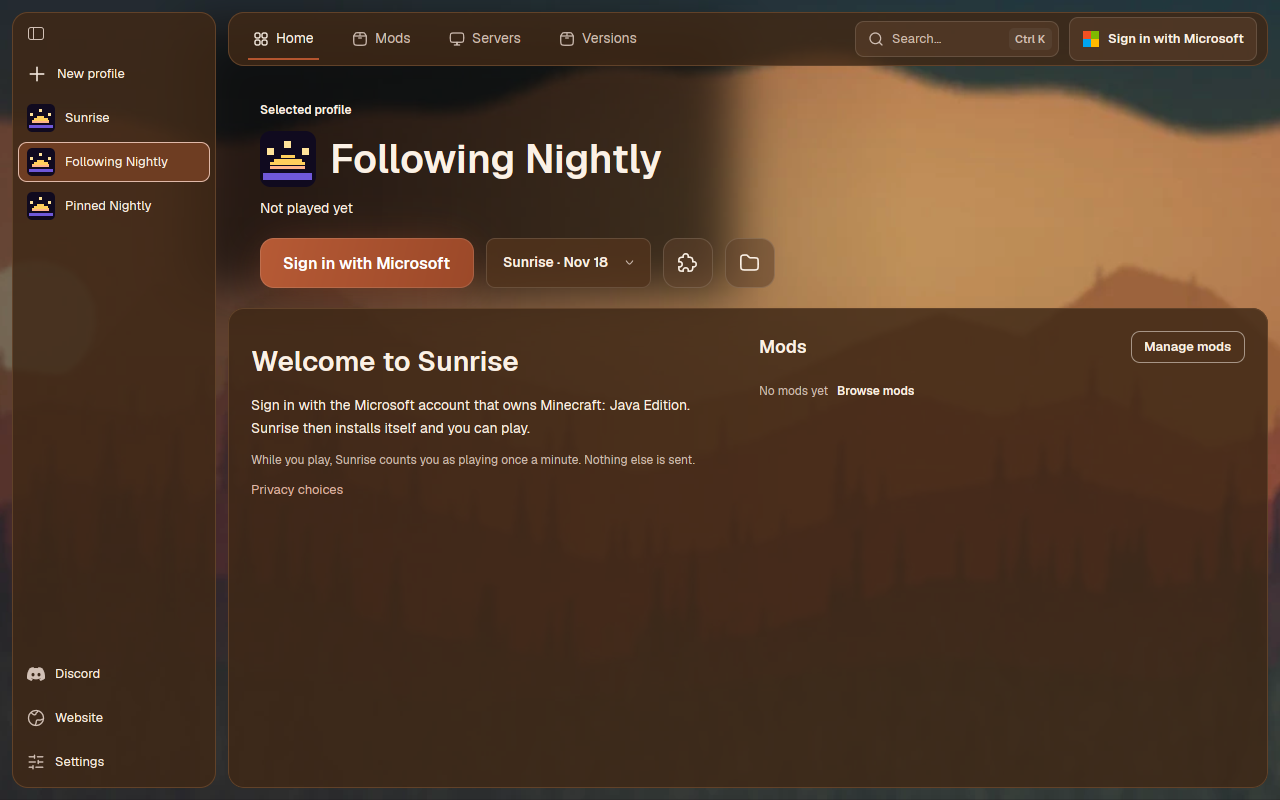 New profile
Sunrise
Following Nightly
Pinned Nightly
Discord
Website
Settings
Home
Mods
Servers
Versions
Search...
Ctrl K
Sign in with Microsoft
Selected profile
Following Nightly
Not played yet
Sign in with Microsoft
Sunrise · Nov 18
Welcome to Sunrise
Sign in with the Microsoft account that owns Minecraft: Java Edition.
Sunrise then installs itself and you can play.
While you play, Sunrise counts you as playing once a minute. Nothing else is sent.
Privacy choices
Mods
Manage mods
No mods yet Browse mods